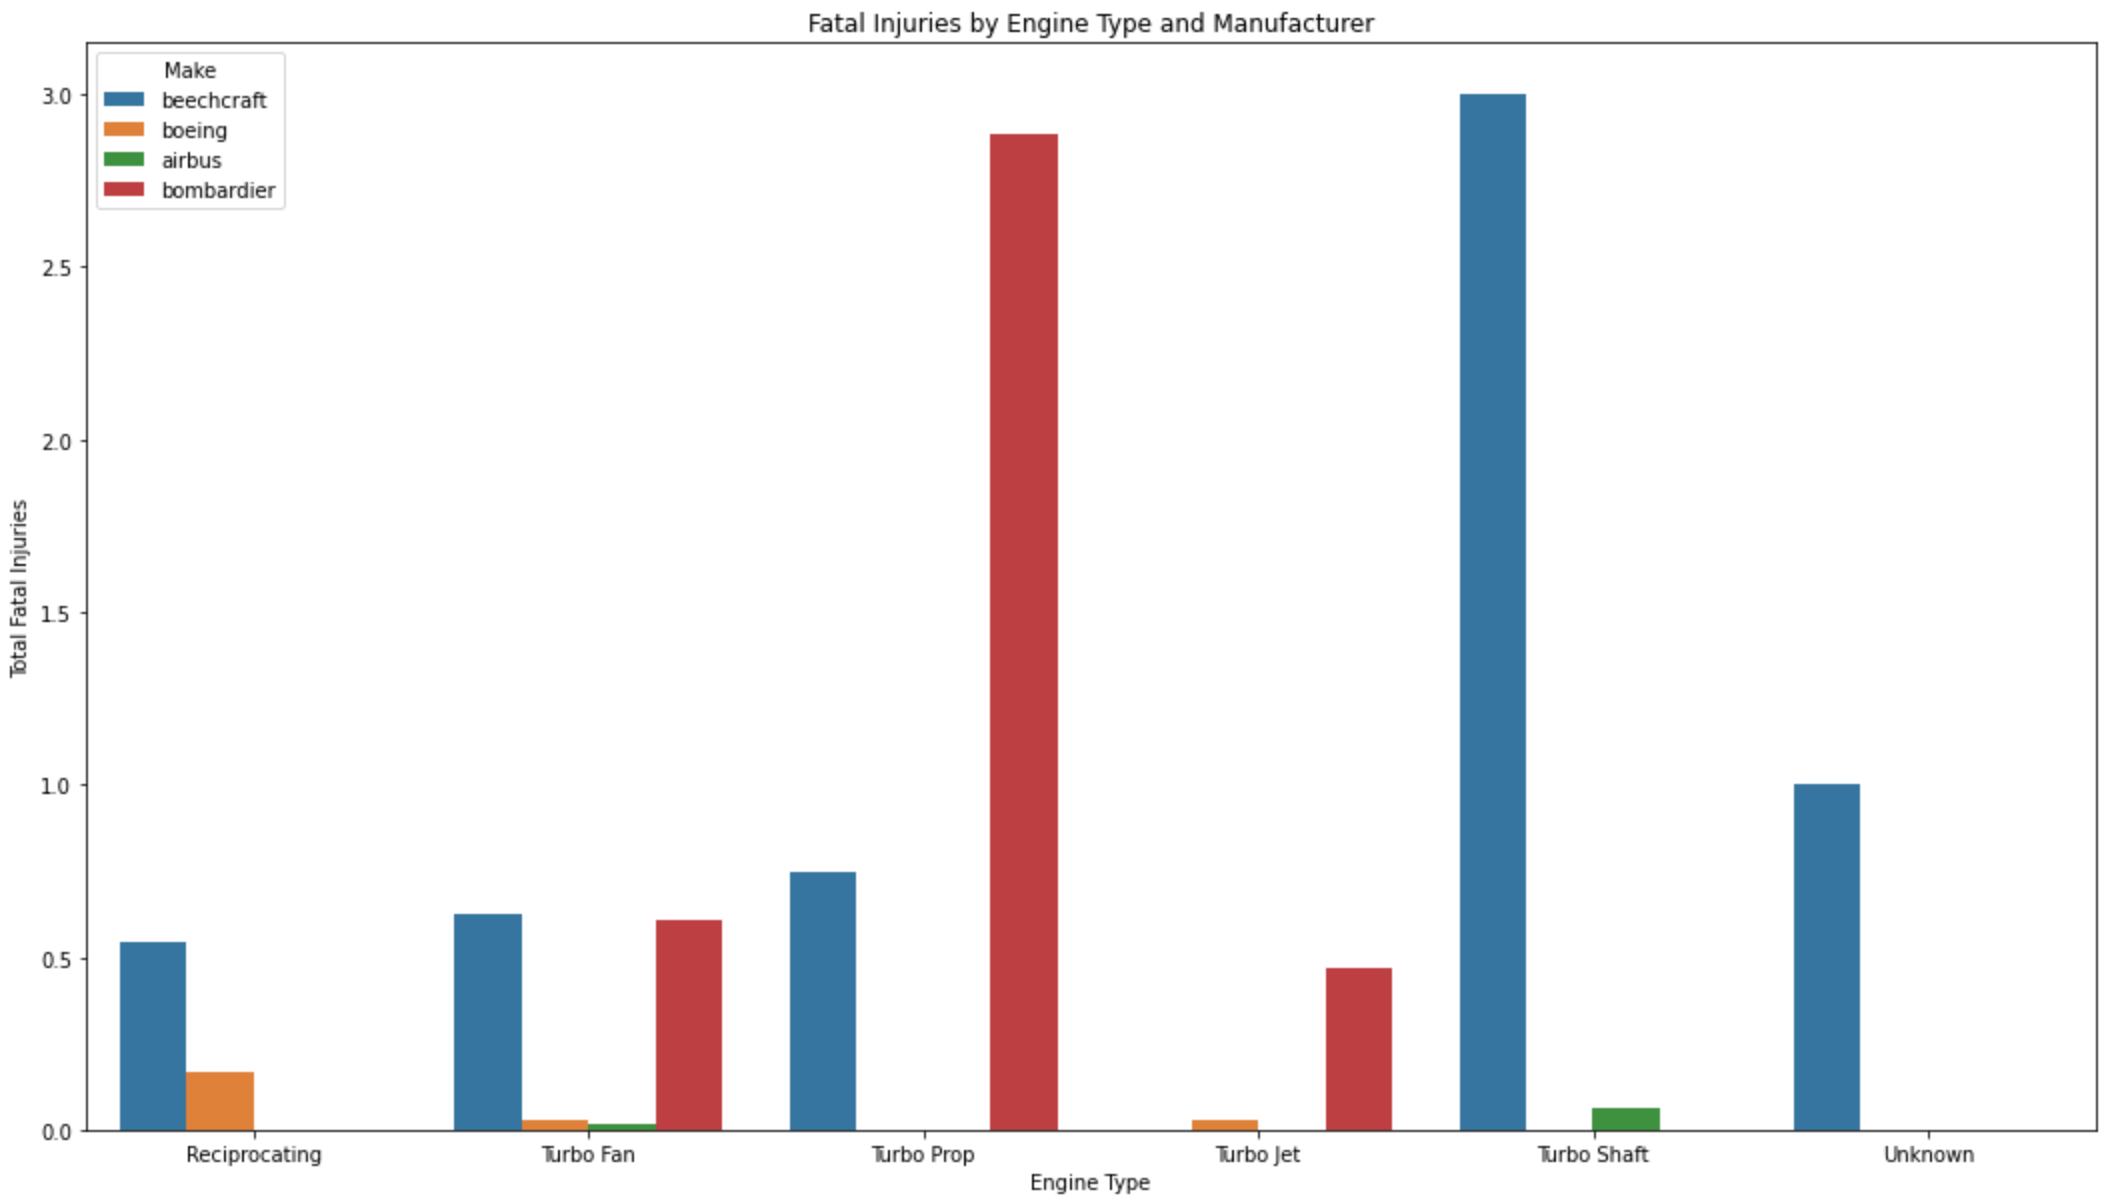 Fatal Injuries by Engine Type and Manufacturer
Make
beechcraft
boeing
airbus
bombardier
3.0
2.5
2.0
1.5
1.0
0.5
0.0
Total Fatal Injuries
Reciprocating Turbo Fan Turbo Prop Turbo Jet Turbo Shaft Unknown
Engine Type